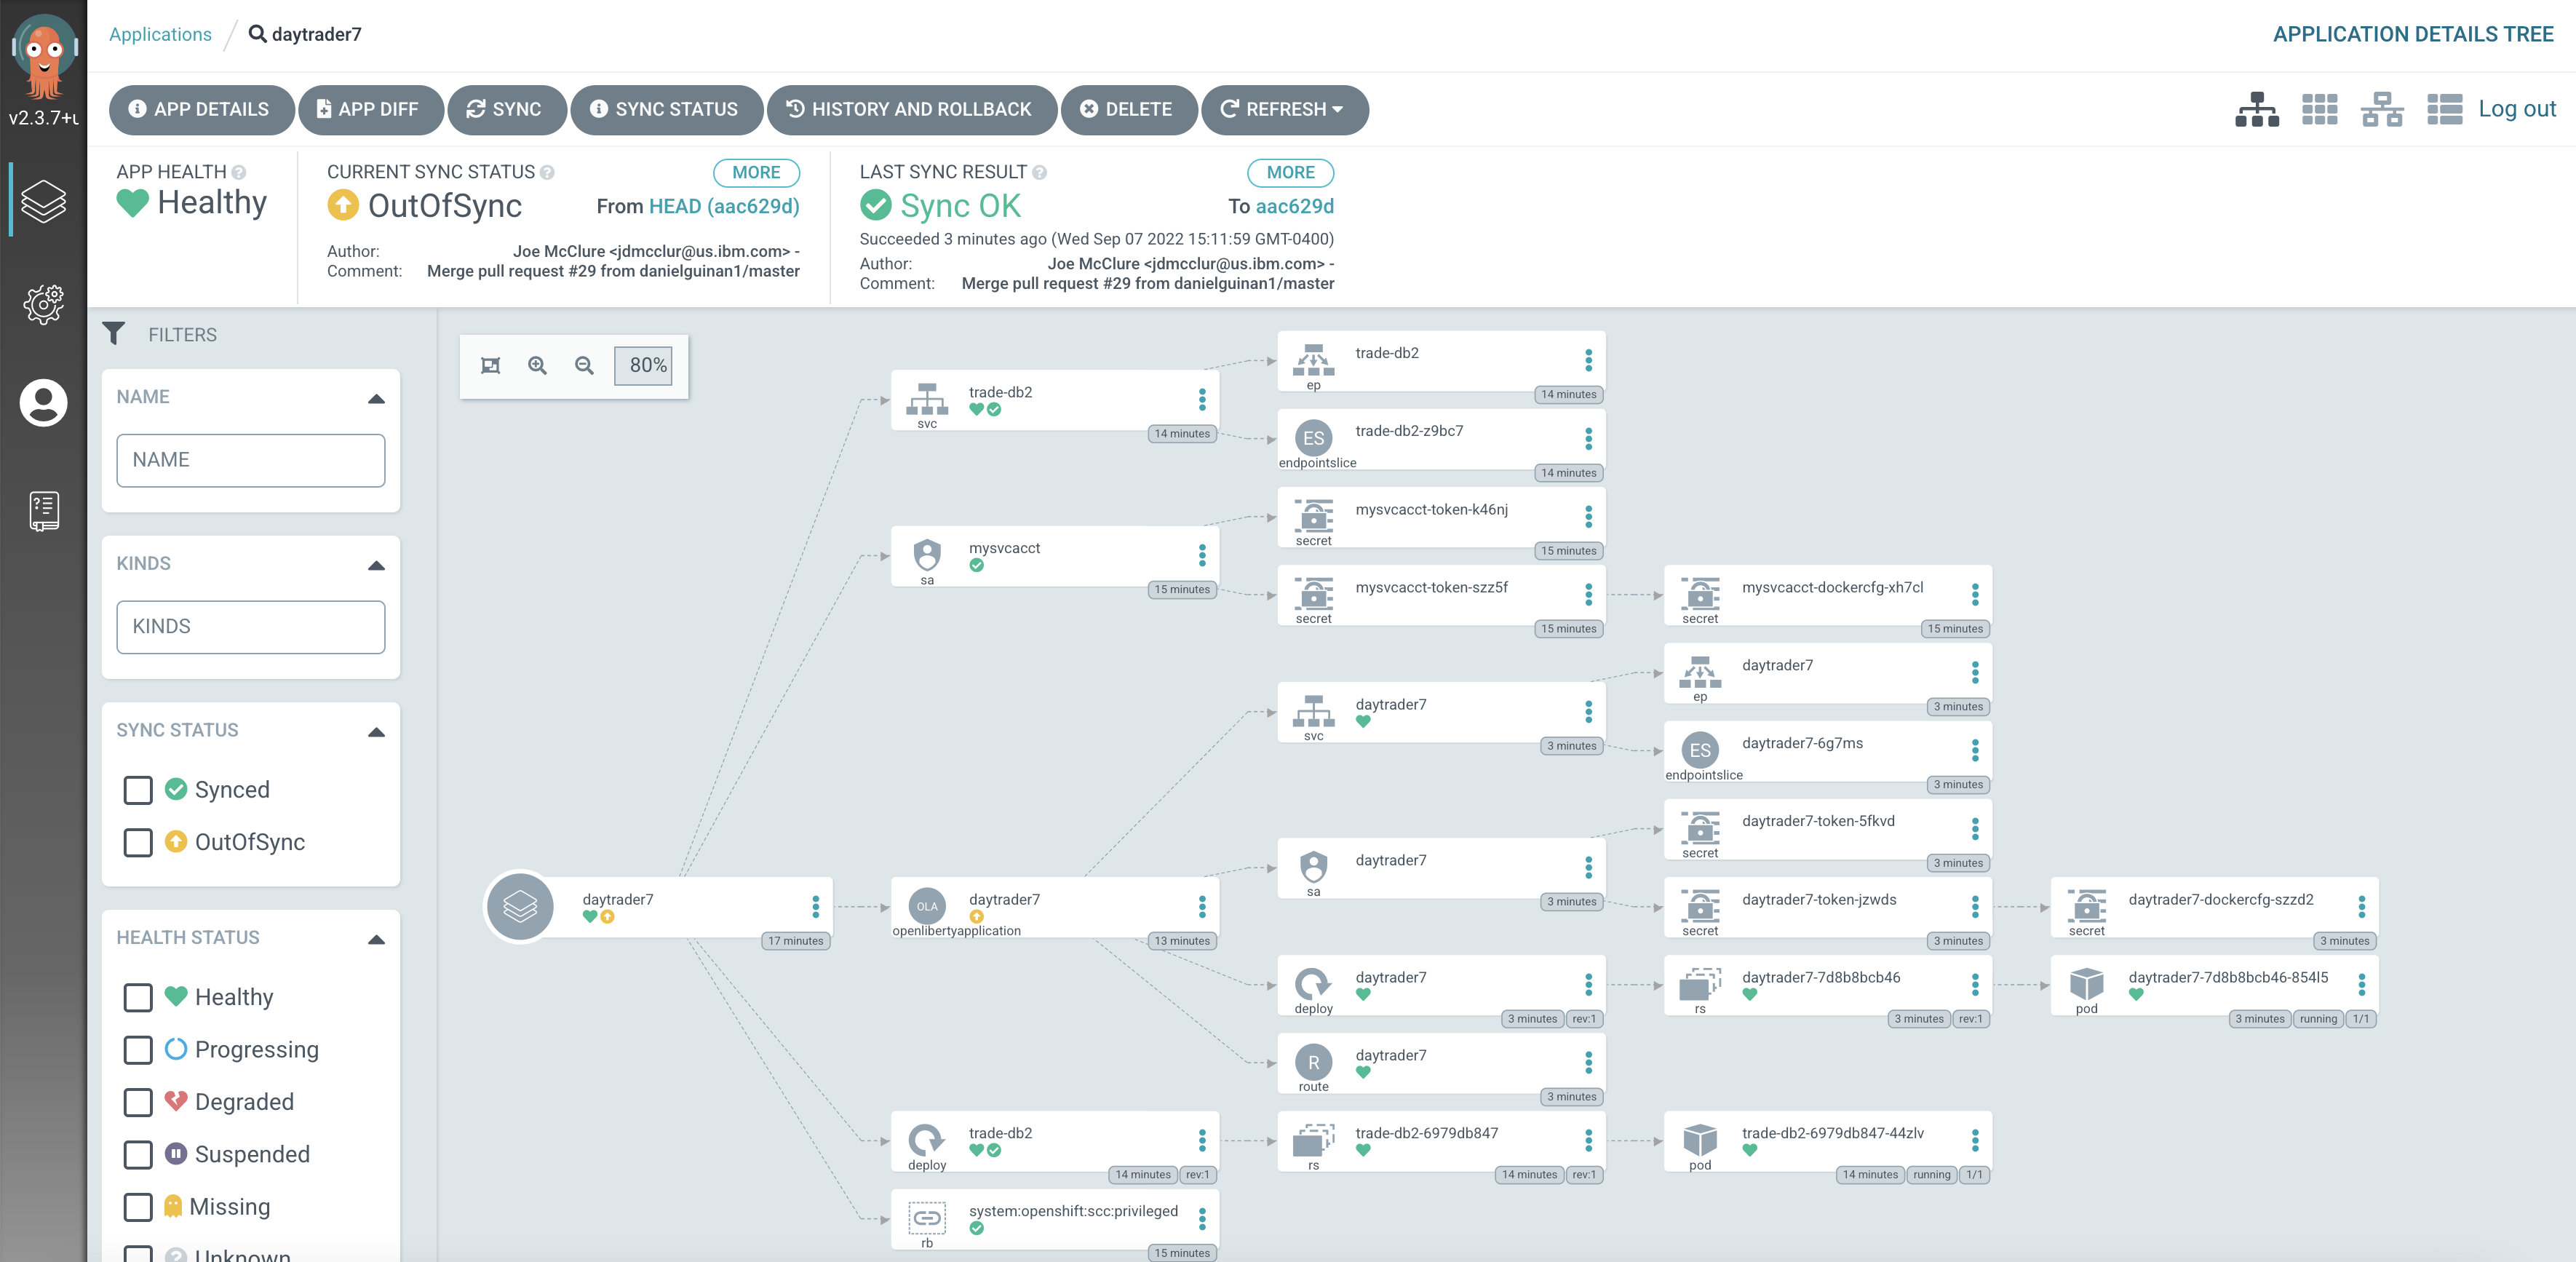 Applications
daytrader7
APPLICATION DETAILS TREE
v2.3.7+
APP DETAILS
APP DIFF
SYNC
SYNC STATUS
HISTORY AND ROLLBACK
DELETE
REFRESH
Log out
APP HEALTH
Healthy
CURRENT SYNC STATUS
MORE
OutOfSync
From HEAD (aac629d)
Author: Joe McClure <jdmcclur@us.ibm.com> -
Comment: Merge pull request #29 from danielguinan1/master
LAST SYNC RESULT
MORE
Sync OK
To aac629d
Succeeded 3 minutes ago (Wed Sep 07 2022 15:11:59 GMT-0400)
Author: Joe McClure <jdmcclur@us.ibm.com> -
Comment: Merge pull request #29 from danielguinan1/master
FILTERS
NAME
NAME
KINDS
KINDS
SYNC STATUS
Synced
OutOfSync
HEALTH STATUS
Healthy
Progressing
Degraded
Suspended
Missing
Unknown
80%
daytrader7
17 minutes
trade-db2
svc
14 minutes
mysvcacct
sa
15 minutes
daytrader7
OLA
openlibertyapplication
13 minutes
trade-db2
deploy
14 minutes rev:1
system:openshift:scc:privileged
rb
15 minutes
trade-db2
ep
14 minutes
trade-db2-z9bc7
ES
endpointslice
14 minutes
mysvcacct-token-k46nj
secret
15 minutes
mysvcacct-token-szz5f
secret
15 minutes
daytrader7
svc
3 minutes
daytrader7
sa
3 minutes
daytrader7
deploy
3 minutes rev:1
daytrader7
R
route
3 minutes
trade-db2-6979db847
rs
14 minutes rev:1
mysvcacct-dockercfg-xh7cl
secret
15 minutes
daytrader7
ep
3 minutes
daytrader7-6g7ms
ES
endpointslice
3 minutes
daytrader7-token-5fkvd
secret
3 minutes
daytrader7-token-jzwds
secret
3 minutes
daytrader7-7d8b8bcb46
rs
3 minutes rev:1
trade-db2-6979db847-44zlv
pod
14 minutes running 1/1
daytrader7-dockercfg-szzd2
secret
3 minutes
daytrader7-7d8b8bcb46-854l5
pod
3 minutes running 1/1